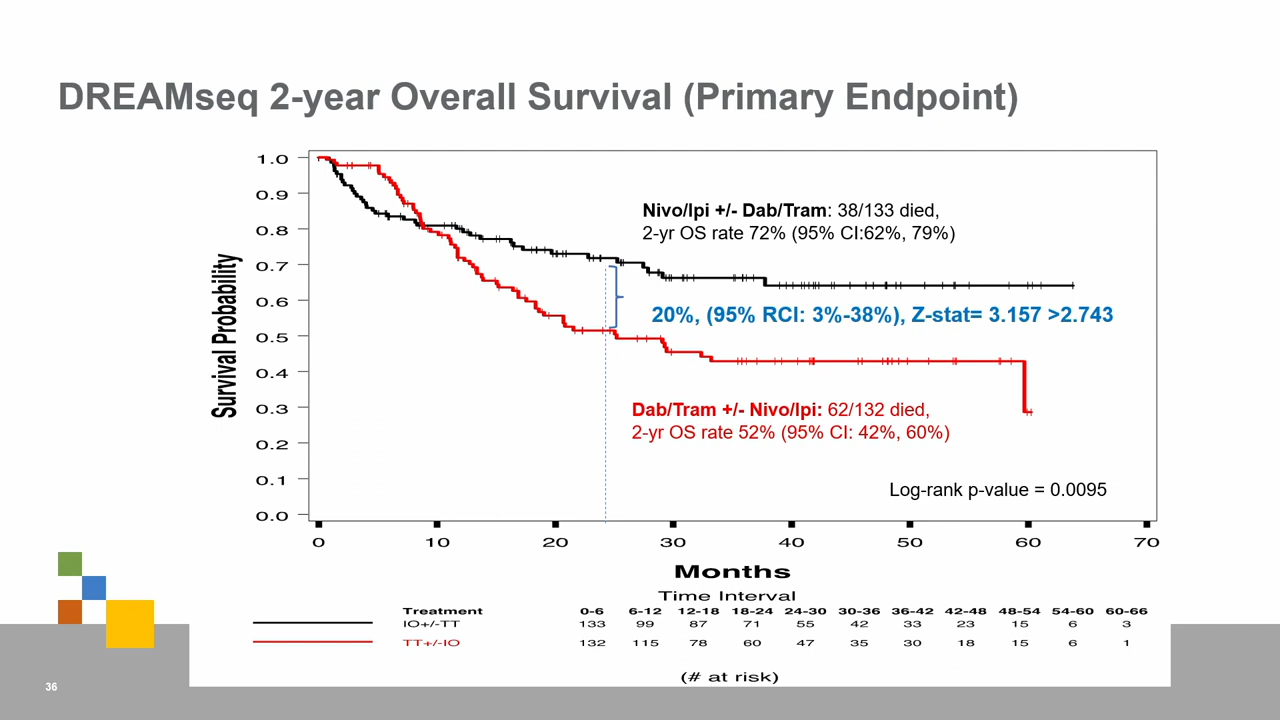 DREAMseq 2-year Overall Survival (Primary Endpoint)
1.0
0.9
0.8
0.7
0.6
0.5
0.4
0.3
0.2
0.1
0.0
Survival Probability
Nivo/Ipi +/- Dab/Tram: 38/133 died,
2-yr OS rate 72% (95% CI:62%, 79%)
20%, (95% RCI: 3%-38%), Z-stat= 3.157 >2.743
Dab/Tram +/- Nivo/Ipi: 62/132 died,
2-yr OS rate 52% (95% CI: 42%, 60%)
Log-rank p-value = 0.0095
0 10 20 30 40 50 60 70
Months
Time Interval
Treatment 0-6 6-12 12-18 18-24 24-30 30-36 36-42 42-48 48-54 54-60 60-66
IO+/-TT 133 99 87 71 55 42 33 23 15 6 3
TT+/-IO 132 115 78 60 47 35 30 18 15 6 1
(# at risk)
36